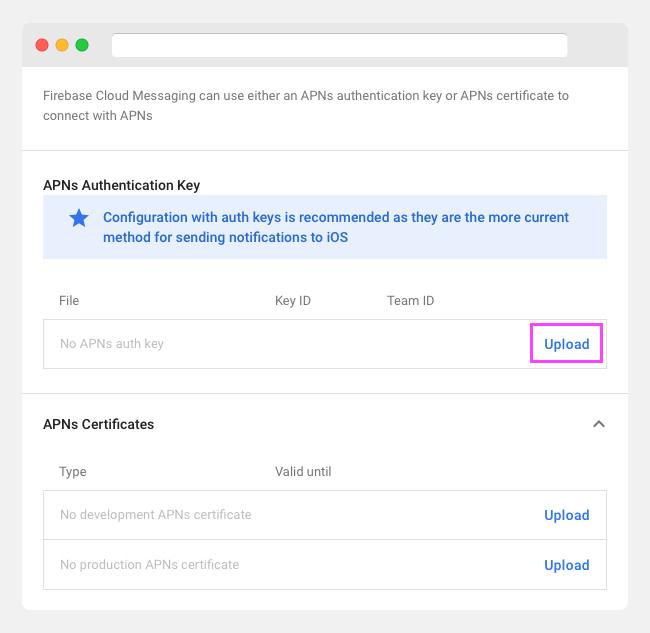 Firebase Cloud Messaging can use either an APNs authentication key or APNs certificate to
connect with APNs
APNs Authentication Key
Configuration with auth keys is recommended as they are the more current
method for sending notifications to iOS
File Key ID Team ID
No APNs auth key Upload
APNs Certificates
Type Valid until
No development APNs certificate Upload
No production APNs certificate Upload